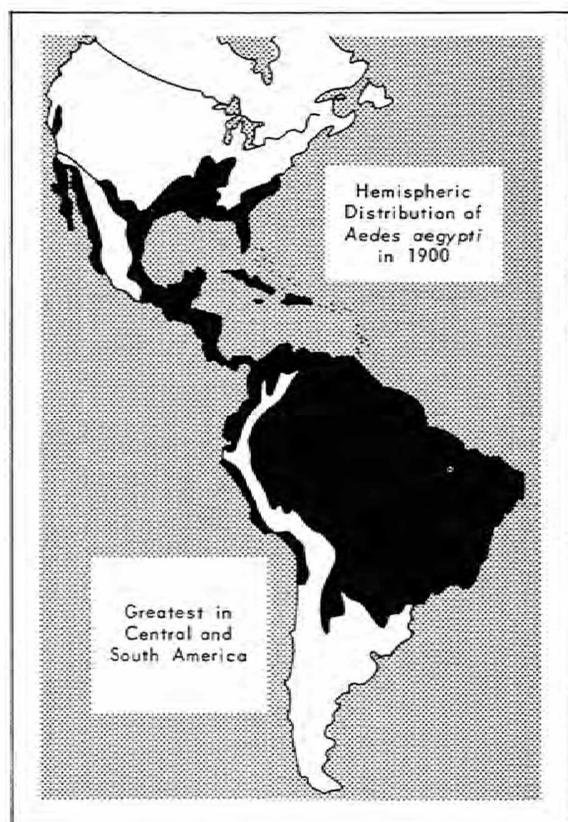 Hemispheric
Distribution of
Aedes aegypti
in 1900
Greatest in
Central and
South America